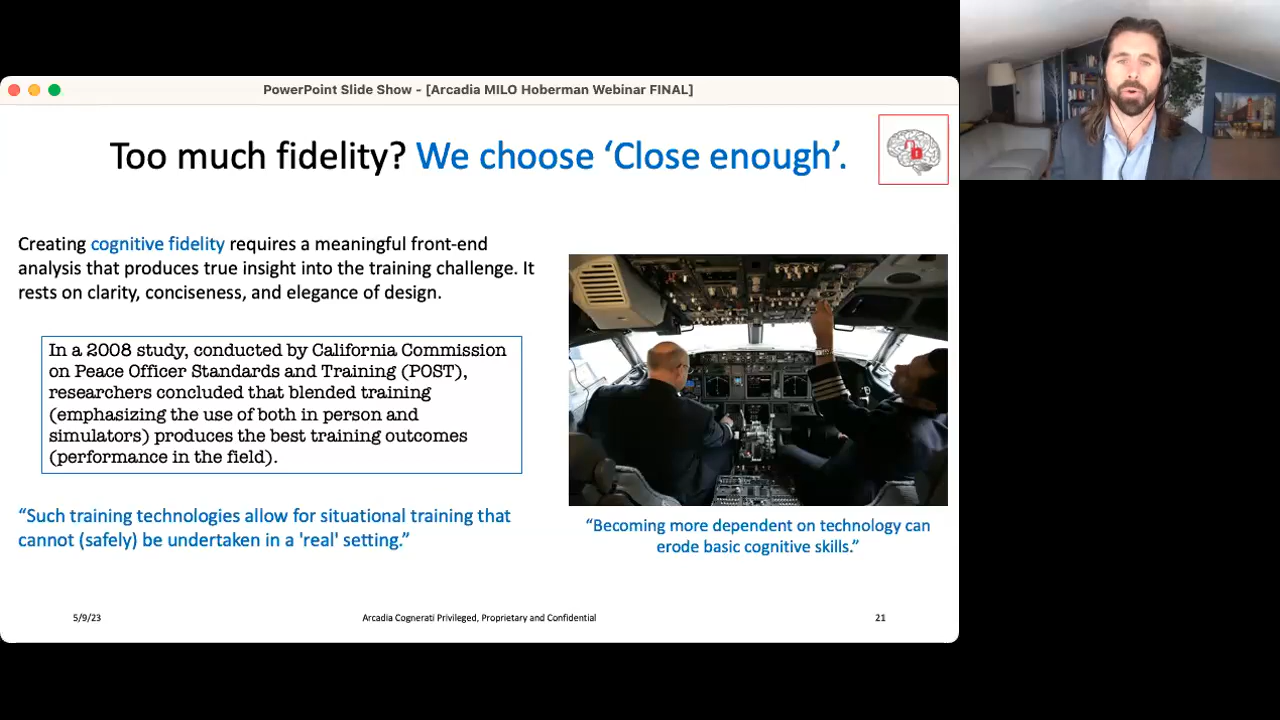 PowerPoint Slide Show - [Arcadia MILO Hoberman Webinar FINAL]
Too much fidelity? We choose ‘Close enough’.
Creating cognitive fidelity requires a meaningful front-end
analysis that produces true insight into the training challenge. It
rests on clarity, conciseness, and elegance of design.
In a 2008 study, conducted by California Commission
on Peace Officer Standards and Training (POST),
researchers concluded that blended training
(emphasizing the use of both in person and
simulators) produces the best training outcomes
(performance in the field).
“Such training technologies allow for situational training that
cannot (safely) be undertaken in a 'real' setting.”
“Becoming more dependent on technology can
erode basic cognitive skills.”
5/9/23
Arcadia Cognerati Privileged, Proprietary and Confidential
21